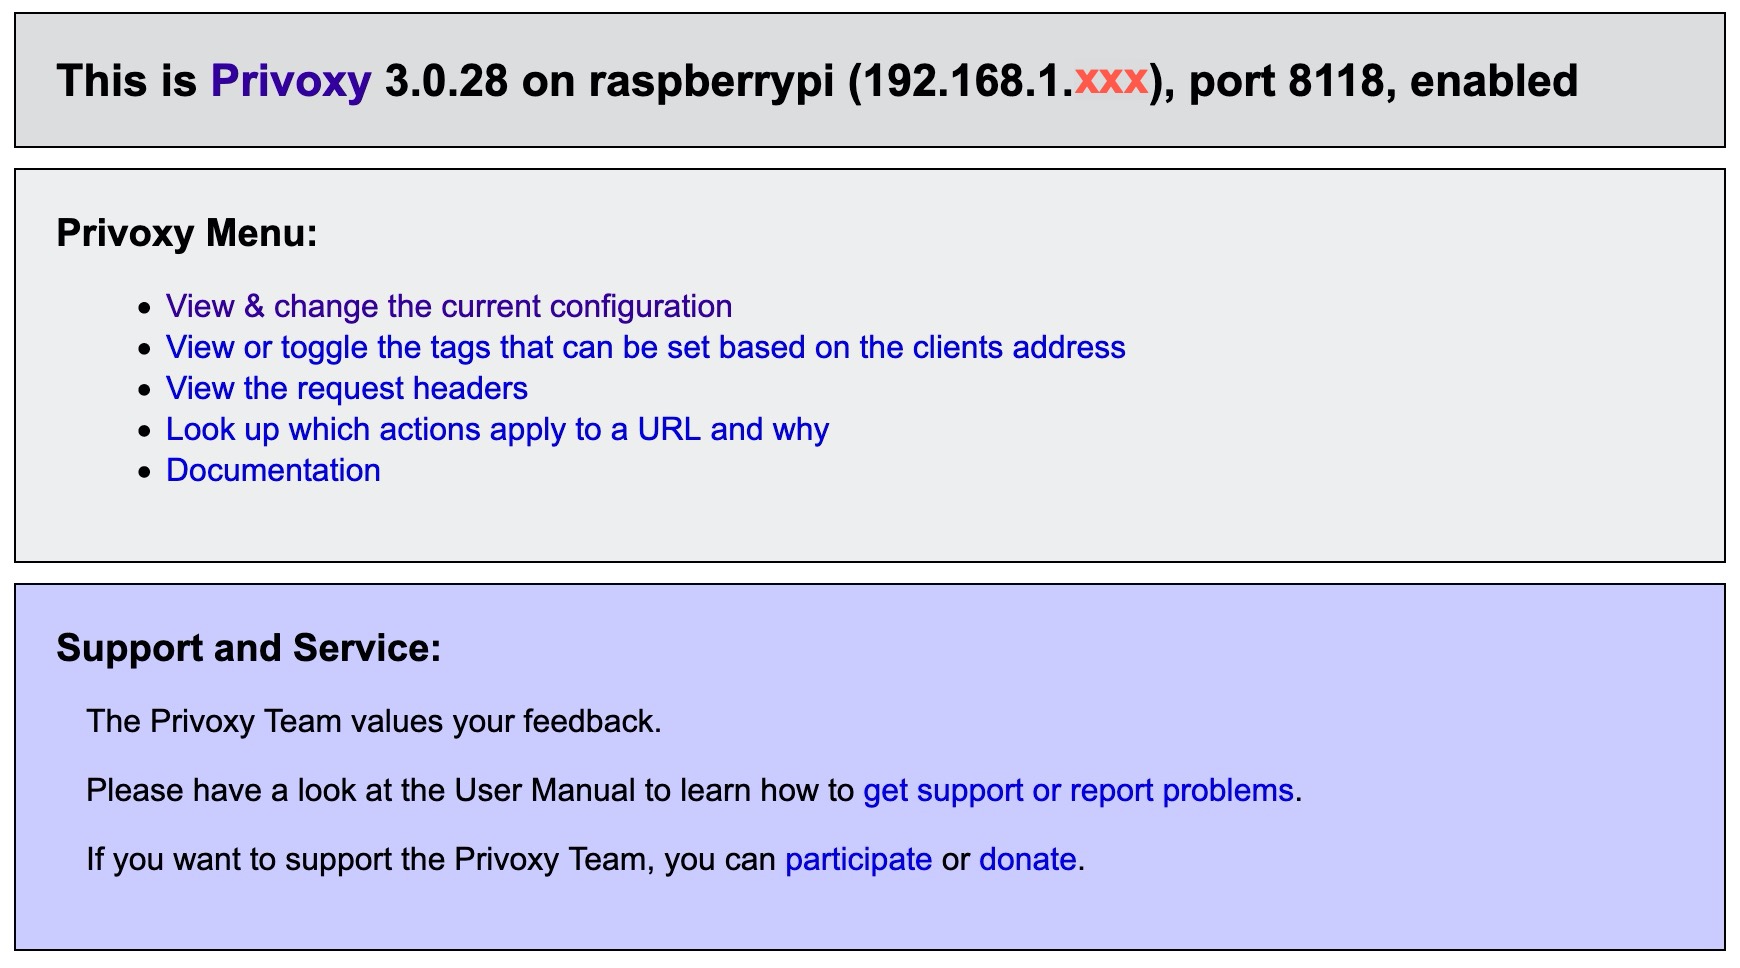 This is Privoxy 3.0.28 on raspberrypi (192.168.1.xxx), port 8118, enabled
Privoxy Menu:
• View & change the current configuration
• View or toggle the tags that can be set based on the clients address
• View the request headers
• Look up which actions apply to a URL and why
• Documentation
Support and Service:
The Privoxy Team values your feedback.
Please have a look at the User Manual to learn how to get support or report problems.
If you want to support the Privoxy Team, you can participate or donate.